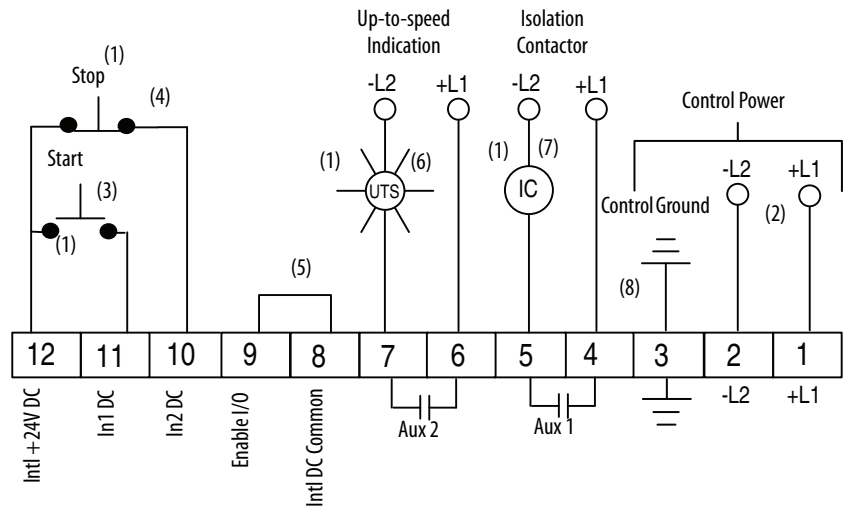 Up-to-speed
Indication
Isolation
Contactor
(1)
Stop
(4)
-L2
+L1
-L2
+L1
Control Power
Start
(3)
(1)
(1)
(6)
UTS
(1)
(7)
IC
Control Ground
-L2
+L1
(2)
(5)
(8)
12
11
10
9
8
7
6
5
4
3
2
1
Intl +24V DC
In1 DC
In2 DC
Enable I/O
Intl DC Common
Aux 2
Aux 1
-L2
+L1